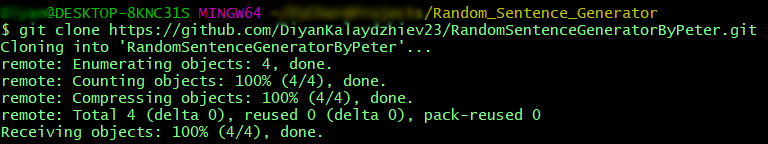 @DESKTOP-8KNC31S MINGW64 /Random_Sentence_Generator
$ git clone https://github.com/DiyanKalaydzhiev23/RandomSentenceGeneratorByPeter.git
Cloning into 'RandomSentenceGeneratorByPeter'...
remote: Enumerating objects: 4, done.
remote: Counting objects: 100% (4/4), done.
remote: Compressing objects: 100% (4/4), done.
remote: Total 4 (delta 0), reused 0 (delta 0), pack-reused 0
Receiving objects: 100% (4/4), done.